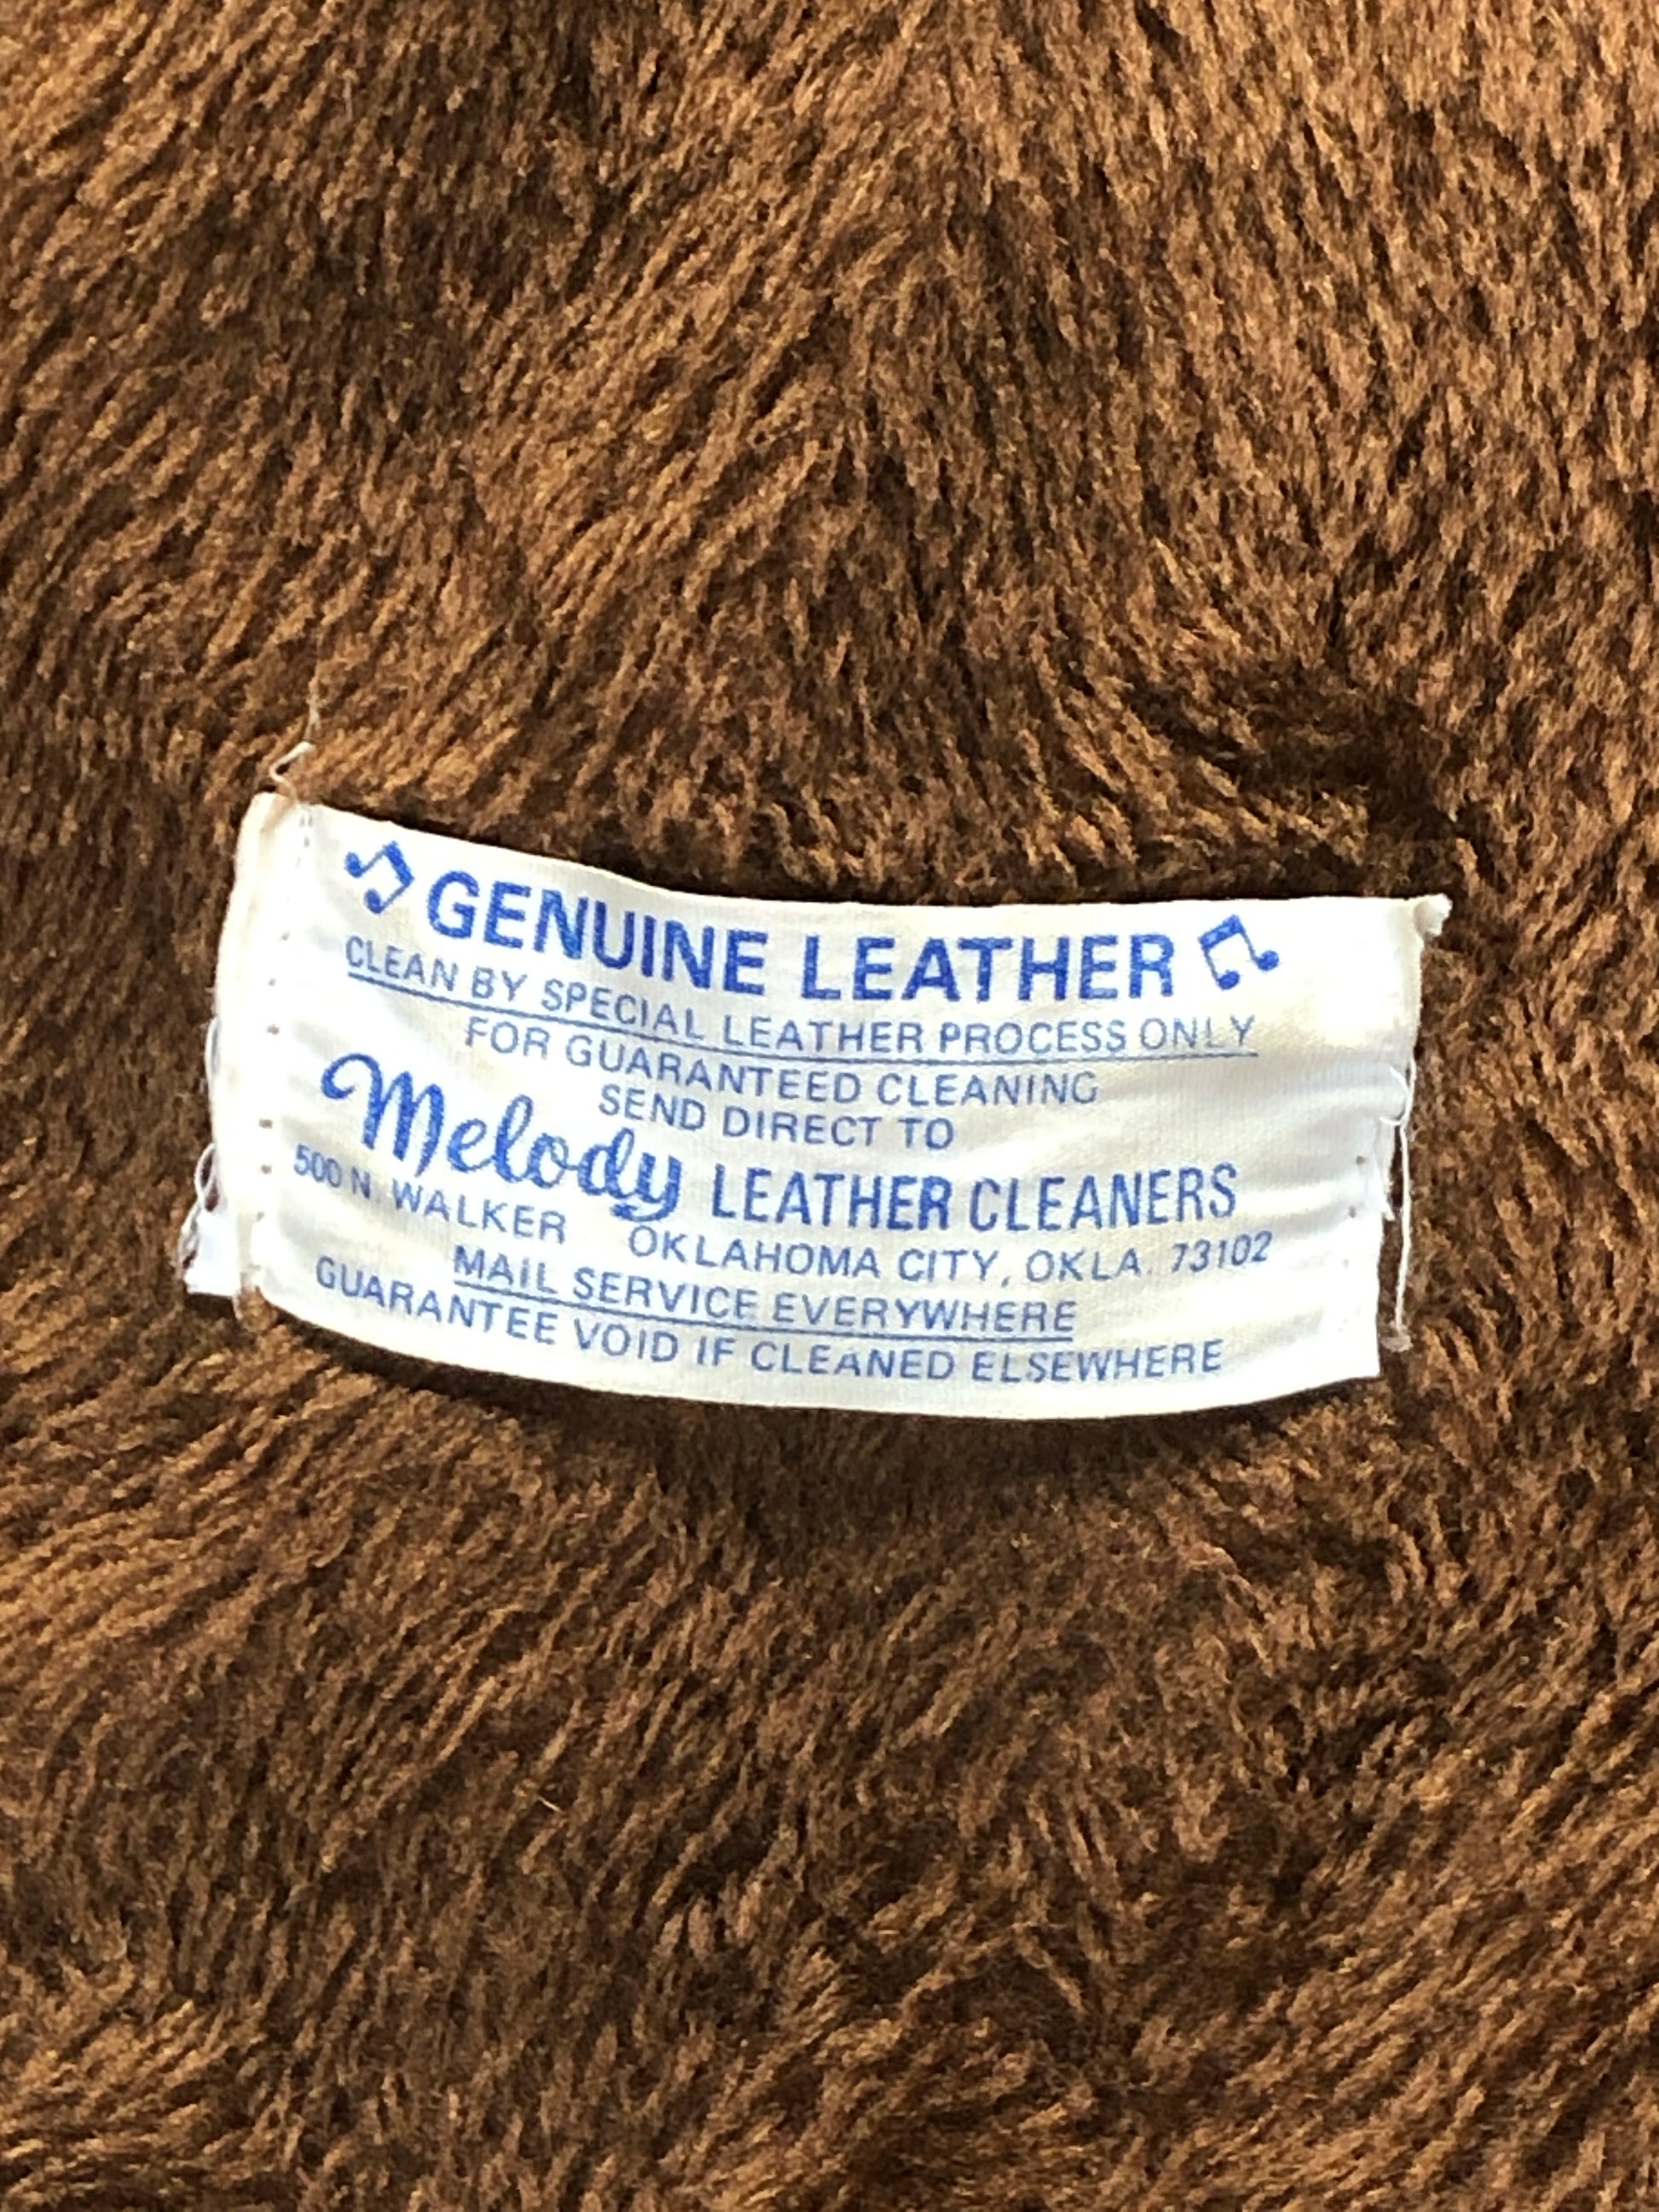 GENUINE LEATHER
CLEAN BY SPECIAL LEATHER PROCESS ONLY
FOR GUARANTEED CLEANING
SEND DIRECT TO
Melody LEATHER CLEANERS
500 N. WALKER OKLAHOMA CITY, OKLA. 73102
MAIL SERVICE EVERYWHERE
GUARANTEE VOID IF CLEANED ELSEWHERE